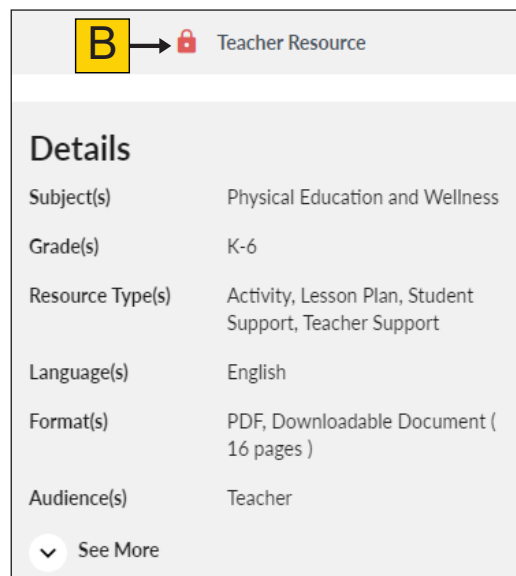 B Teacher Resource
Details
Subject(s) Physical Education and Wellness
Grade(s) K-6
Resource Type(s) Activity, Lesson Plan, Student
Support, Teacher Support
Language(s) English
Format(s) PDF, Downloadable Document (
16 pages )
Audience(s) Teacher
See More